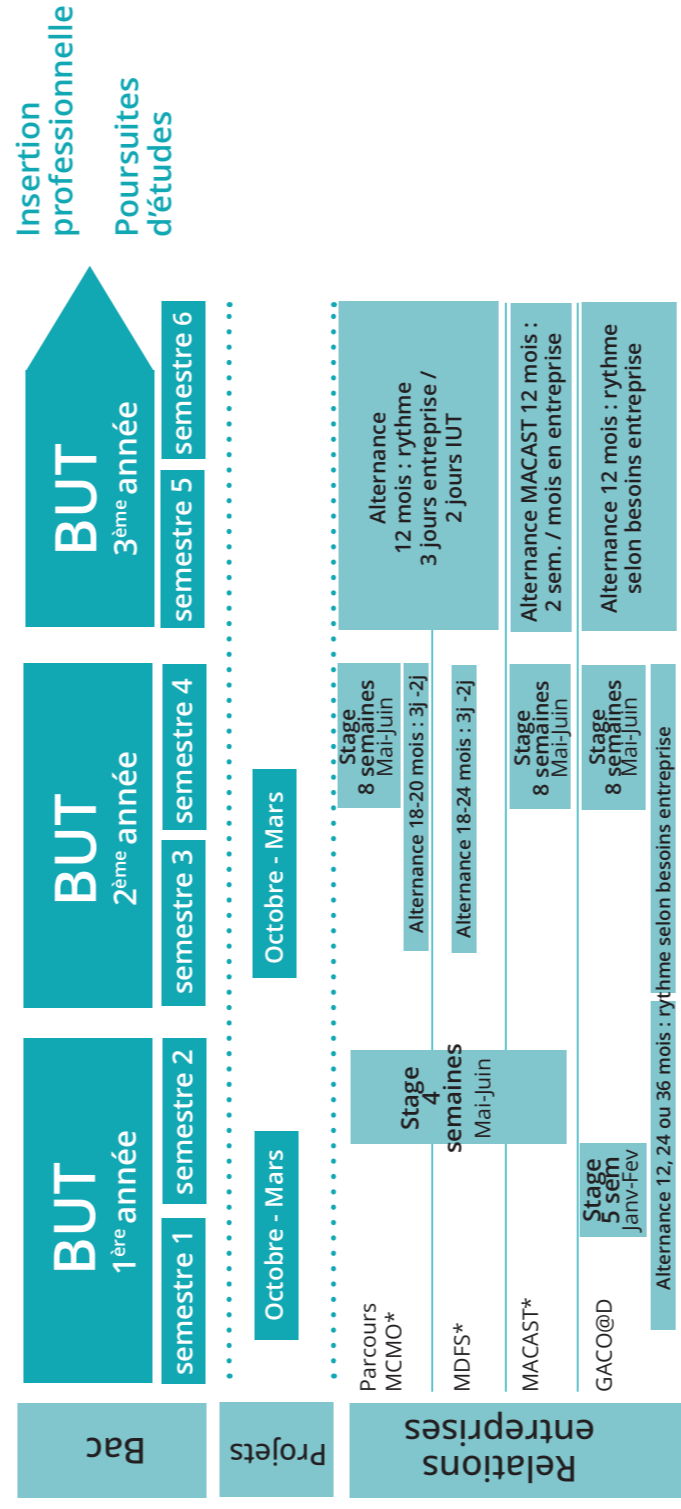 Bac
BUT
1ère année
semestre 1
semestre 2
BUT
2ème année
semestre 3
semestre 4
BUT
3ème année
semestre 5
semestre 6
Insertion
professionnelle
Poursuites
d'études
Projets
Octobre - Mars
Octobre - Mars
Relations
entreprises
Parcours
MCMO*
MDFS*
MACAST*
GACO@D
Stage
4
semaines
Mai-Juin
Stage
5 sem
Janv-Fev
Stage
8 semaines
Mai-Juin
Alternance 18-20 mois : 3j -2j
Alternance 18-24 mois : 3j -2j
Stage
8 semaines
Mai-Juin
Stage
8 semaines
Mai-Juin
Alternance 12, 24 ou 36 mois : rythme selon besoins entreprise
Alternance
12 mois : rythme
3 jours entreprise /
2 jours IUT
Alternance MACAST 12 mois :
2 sem. / mois en entreprise
Alternance 12 mois : rythme
selon besoins entreprise